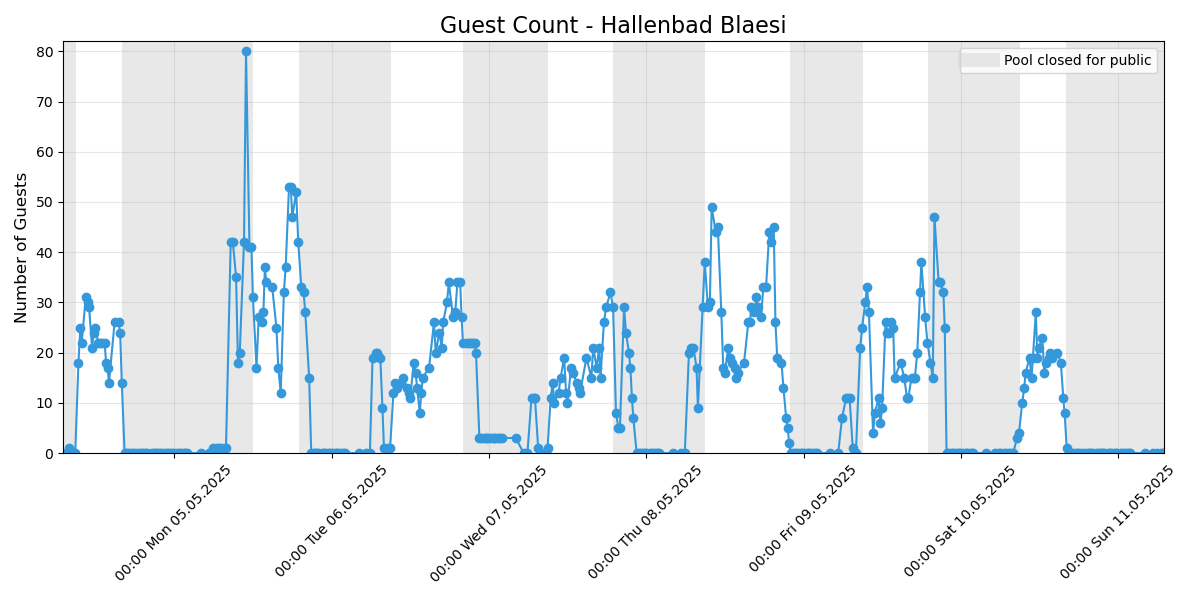 Guest Count - Hallenbad Blaesi
Pool closed for public
Number of Guests
80
70
60
50
40
30
20
10
0
00:00 Mon 05.05.2025
00:00 Tue 06.05.2025
00:00 Wed 07.05.2025
00:00 Thu 08.05.2025
00:00 Fri 09.05.2025
00:00 Sat 10.05.2025
00:00 Sun 11.05.2025